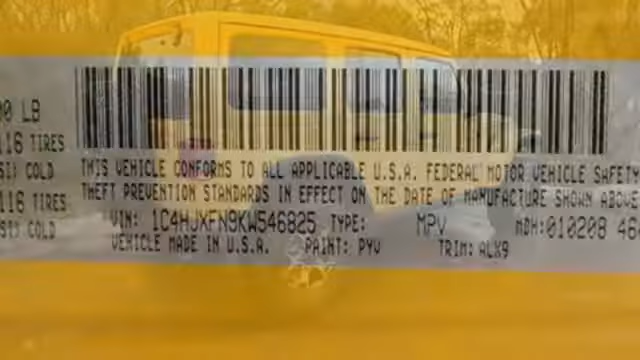 00 LB
116 TIRES
SI) COLD
116 TIRES
SI) COLD
THIS VEHICLE CONFORMS TO ALL APPLICABLE U.S.A. FEDERAL MOTOR VEHICLE SAFETY
THEFT PREVENTION STANDARDS IN EFFECT ON THE DATE OF MANUFACTURE SHOWN ABOVE
VIN: 1C4HJXFN9KW546825 TYPE: MPV MDH:010208 46
VEHICLE MADE IN U.S.A. PAINT: PYV TRIM: ALX9